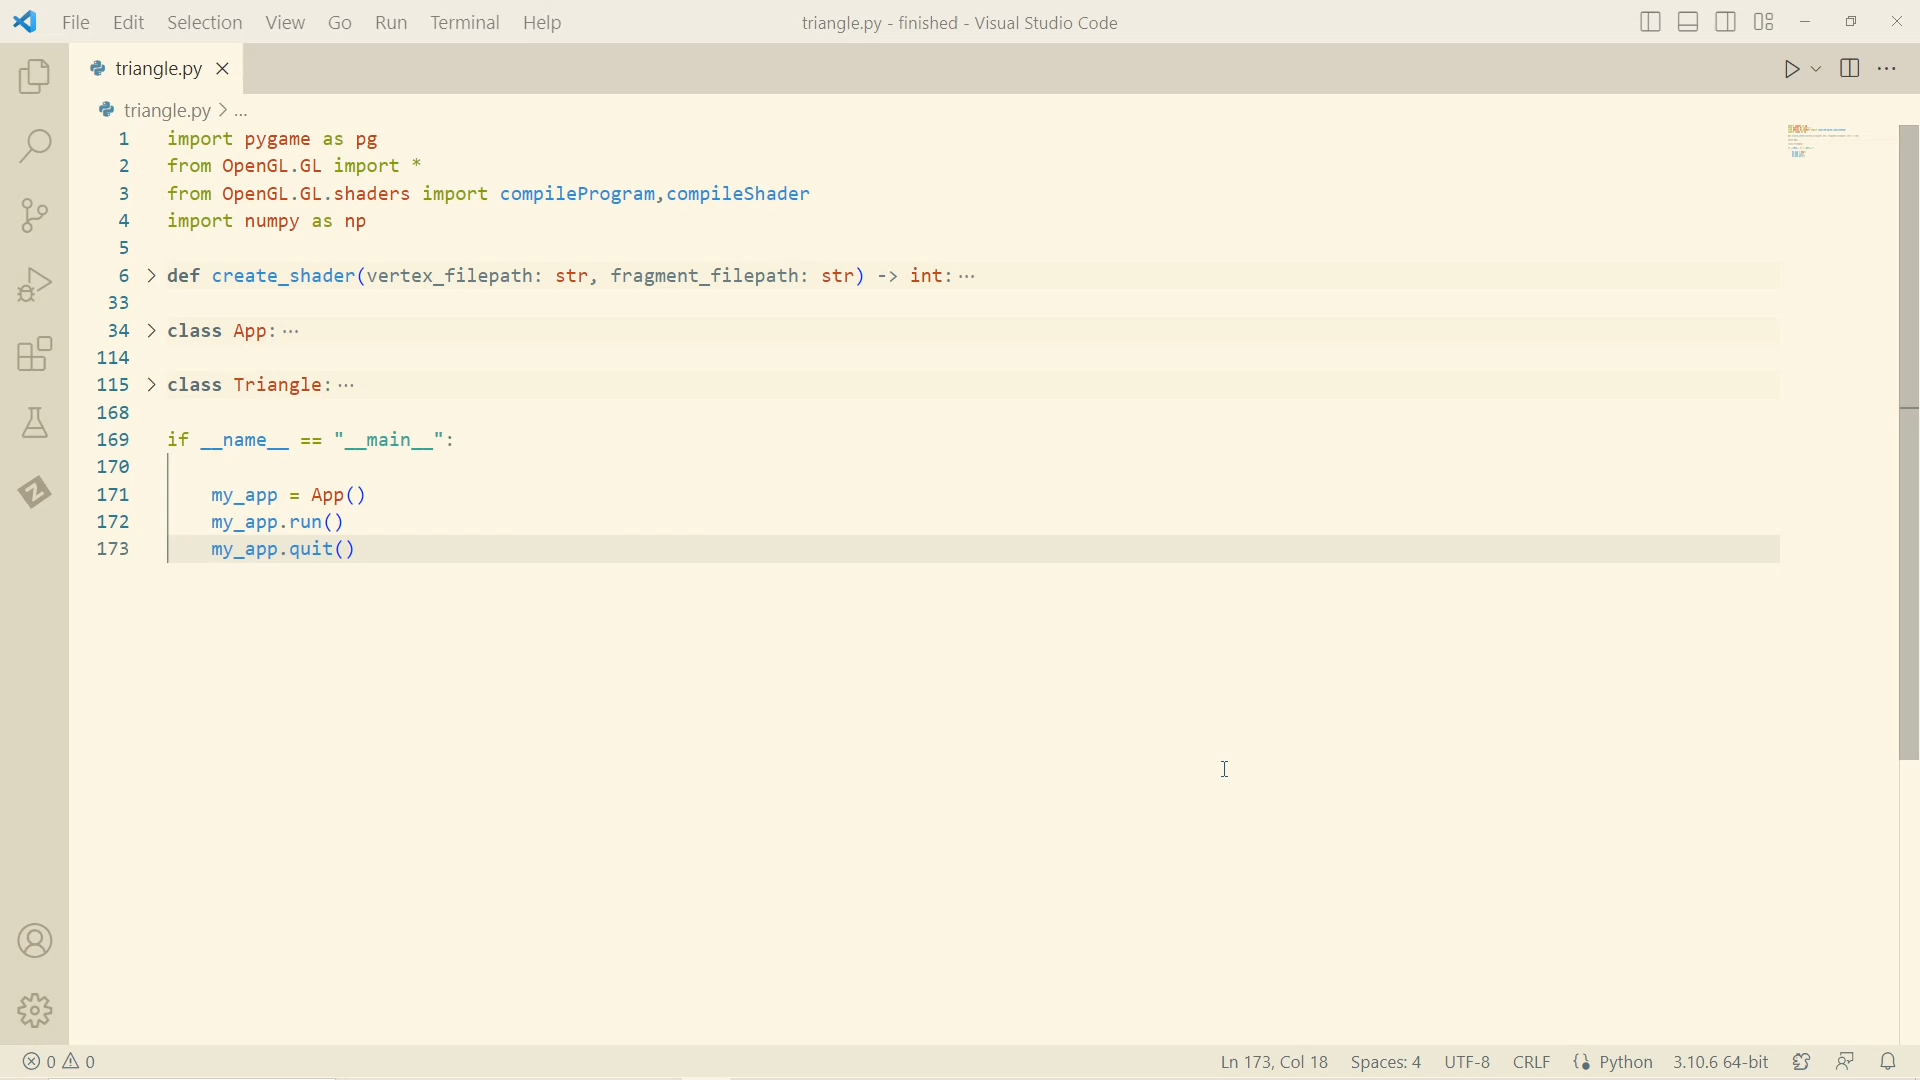 File Edit Selection View Go Run Terminal Help triangle.py - finished - Visual Studio Code
triangle.py
triangle.py > ...
1 import pygame as pg
2 from OpenGL.GL import *
3 from OpenGL.GL.shaders import compileProgram,compileShader
4 import numpy as np
5
6 > def create_shader(vertex_filepath: str, fragment_filepath: str) -> int:···
33
34 > class App:···
114
115 > class Triangle:···
168
169 if __name__ == "__main__":
170
171 my_app = App()
172 my_app.run()
173 my_app.quit()
0 0 Ln 173, Col 18 Spaces: 4 UTF-8 CRLF Python 3.10.6 64-bit